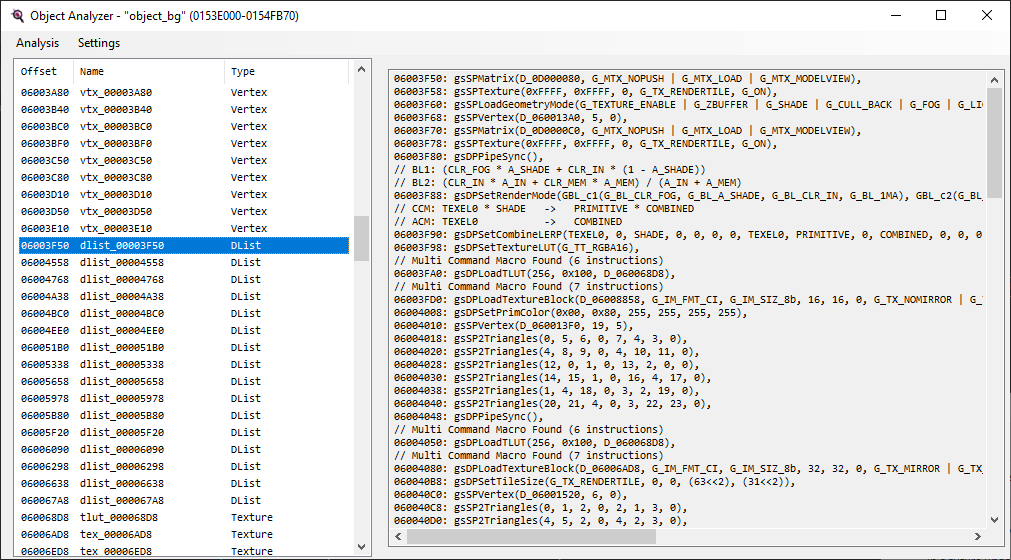 Object Analyzer - "object_bg" (0153E000-0154FB70)
Analysis Settings
Offset Name Type
06003A80 vtx_00003A80 Vertex
06003B40 vtx_00003B40 Vertex
06003BC0 vtx_00003BC0 Vertex
06003BF0 vtx_00003BF0 Vertex
06003C50 vtx_00003C50 Vertex
06003C80 vtx_00003C80 Vertex
06003D10 vtx_00003D10 Vertex
06003D50 vtx_00003D50 Vertex
06003E10 vtx_00003E10 Vertex
06003F50 dlist_00003F50 DList
06004558 dlist_00004558 DList
06004768 dlist_00004768 DList
06004A38 dlist_00004A38 DList
06004BC0 dlist_00004BC0 DList
06004EE0 dlist_00004EE0 DList
060051B0 dlist_000051B0 DList
06005338 dlist_00005338 DList
06005658 dlist_00005658 DList
06005978 dlist_00005978 DList
06005B80 dlist_00005B80 DList
06005F20 dlist_00005F20 DList
06006090 dlist_00006090 DList
06006298 dlist_00006298 DList
06006638 dlist_00006638 DList
060067A8 dlist_000067A8 DList
060068D8 tlut_000068D8 Texture
06006AD8 tex_00006AD8 Texture
06006ED8 tex_00006ED8 Texture
06003F50: gsSPMatrix(D_0D000080, G_MTX_NOPUSH | G_MTX_LOAD | G_MTX_MODELVIEW),
06003F58: gsSPTexture(0xFFFF, 0xFFFF, 0, G_TX_RENDERTILE, G_ON),
06003F60: gsSPLoadGeometryMode(G_TEXTURE_ENABLE | G_ZBUFFER | G_SHADE | G_CULL_BACK | G_FOG | G_LI
06003F68: gsSPVertex(D_060013A0, 5, 0),
06003F70: gsSPMatrix(D_0D0000C0, G_MTX_NOPUSH | G_MTX_LOAD | G_MTX_MODELVIEW),
06003F78: gsSPTexture(0xFFFF, 0xFFFF, 0, G_TX_RENDERTILE, G_ON),
06003F80: gsDPPipeSync(),
// BL1: (CLR_FOG * A_SHADE + CLR_IN * (1 - A_SHADE))
// BL2: (CLR_IN * A_IN + CLR_MEM * A_MEM) / (A_IN + A_MEM)
06003F88: gsDPSetRenderMode(GBL_c1(G_BL_CLR_FOG, G_BL_A_SHADE, G_BL_CLR_IN, G_BL_1MA), GBL_c2(G_BL_
// CCM: TEXEL0 * SHADE -> PRIMITIVE * COMBINED
// ACM: TEXEL0 -> COMBINED
06003F90: gsDPSetCombineLERP(TEXEL0, 0, SHADE, 0, 0, 0, 0, TEXEL0, PRIMITIVE, 0, COMBINED, 0, 0, 0
06003F98: gsDPSetTextureLUT(G_TT_RGBA16),
// Multi Command Macro Found (6 instructions)
06003FA0: gsDPLoadTLUT(256, 0x100, D_060068D8),
// Multi Command Macro Found (7 instructions)
06003FD0: gsDPLoadTextureBlock(D_06008858, G_IM_FMT_CI, G_IM_SIZ_8b, 16, 16, 0, G_TX_NOMIRROR | G_
06004008: gsDPSetPrimColor(0x00, 0x80, 255, 255, 255, 255),
06004010: gsSPVertex(D_060013F0, 19, 5),
06004018: gsSP2Triangles(0, 5, 6, 0, 7, 4, 3, 0),
06004020: gsSP2Triangles(4, 8, 9, 0, 4, 10, 11, 0),
06004028: gsSP2Triangles(12, 0, 1, 0, 13, 2, 0, 0),
06004030: gsSP2Triangles(14, 15, 1, 0, 16, 4, 17, 0),
06004038: gsSP2Triangles(1, 4, 18, 0, 3, 2, 19, 0),
06004040: gsSP2Triangles(20, 21, 4, 0, 3, 22, 23, 0),
06004048: gsDPPipeSync(),
// Multi Command Macro Found (6 instructions)
06004050: gsDPLoadTLUT(256, 0x100, D_060068D8),
// Multi Command Macro Found (7 instructions)
06004080: gsDPLoadTextureBlock(D_06006AD8, G_IM_FMT_CI, G_IM_SIZ_8b, 32, 32, 0, G_TX_MIRROR | G_TX_
060040B8: gsDPSetTileSize(G_TX_RENDERTILE, 0, 0, (63<<2), (31<<2)),
060040C0: gsSPVertex(D_06001520, 6, 0),
060040C8: gsSP2Triangles(0, 1, 2, 0, 2, 1, 3, 0),
060040D0: gsSP2Triangles(4, 5, 2, 0, 4, 2, 3, 0),